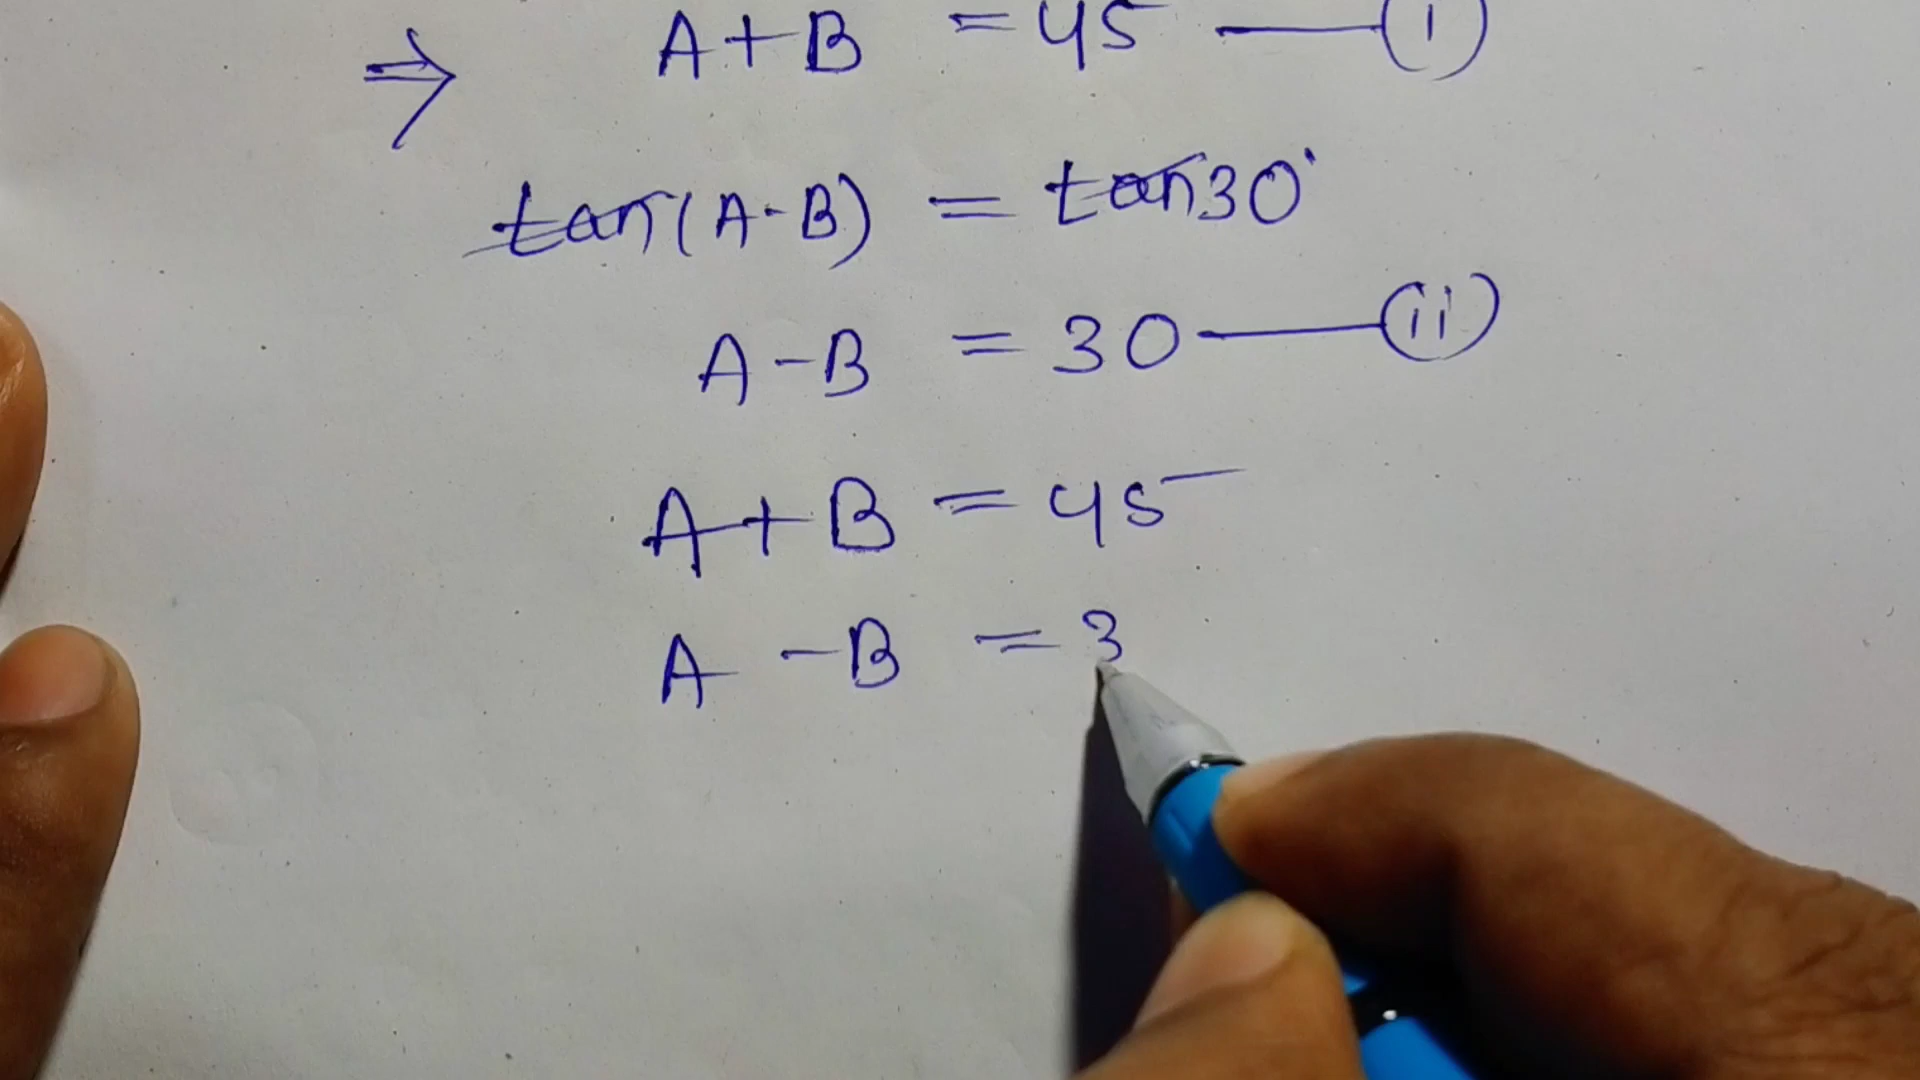 ⇒ A+B = 45 — (i)
tan(A-B) = tan30°
A-B = 30 — (ii)
A+B = 45
A-B = 3